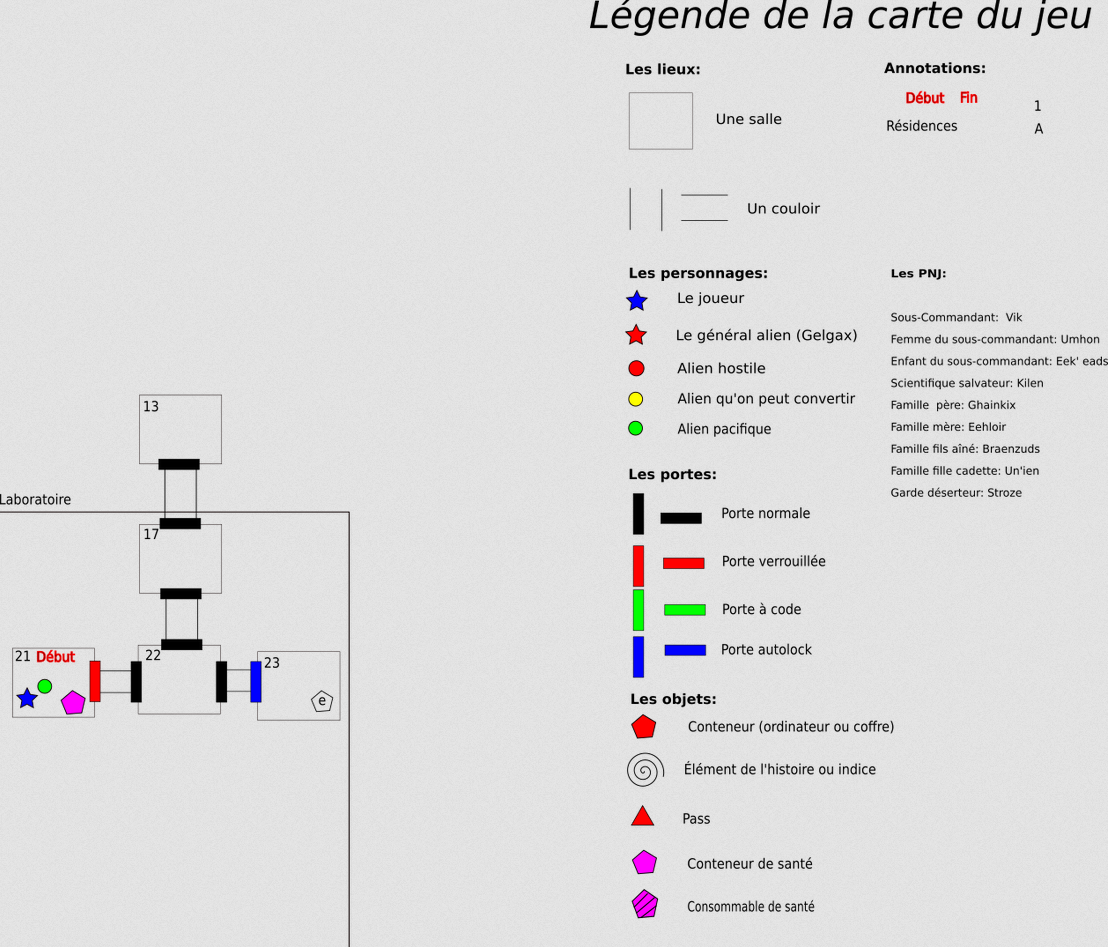 Légende de la carte du jeu
Les lieux:
Une salle
Un couloir
Annotations:
Début Fin
1
Résidences
A
Les personnages:
Le joueur
Le général alien (Gelgax)
Alien hostile
Alien qu'on peut convertir
Alien pacifique
Les PNJ:
Sous-Commandant: Vik
Femme du sous-commandant: Umhon
Enfant du sous-commandant: Eek' eads
Scientifique salvateur: Kilen
Famille père: Ghainkix
Famille mère: Eehloir
Famille fils aîné: Braenzuds
Famille fille cadette: Un'ien
Garde déserteur: Stroze
Les portes:
Porte normale
Porte verrouillée
Porte à code
Porte autolock
Les objets:
Conteneur (ordinateur ou coffre)
Élément de l'histoire ou indice
Pass
Conteneur de santé
Consommable de santé
13
Laboratoire
17
21 Début
22
23
e